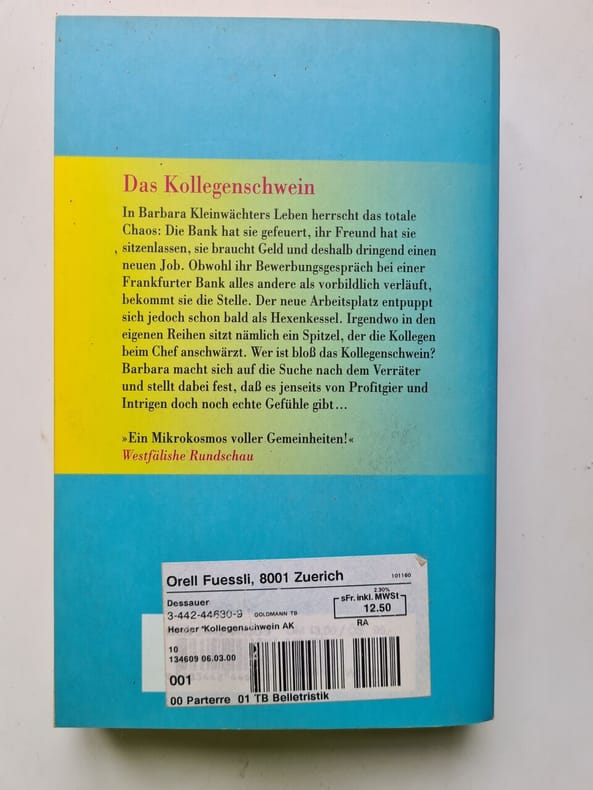 Das Kollegenschwein
In Barbara Kleinwächters Leben herrscht das totale
Chaos: Die Bank hat sie gefeuert, ihr Freund hat sie
sitzenlassen, sie braucht Geld und deshalb dringend einen
neuen Job. Obwohl ihr Bewerbungsgespräch bei einer
Frankfurter Bank alles andere als vorbildlich verläuft,
bekommt sie die Stelle. Der neue Arbeitsplatz entpuppt
sich jedoch schon bald als Hexenkessel. Irgendwo in den
eigenen Reihen sitzt nämlich ein Spitzel, der die Kollegen
beim Chef anschwärzt. Wer ist bloß das Kollegenschwein?
Barbara macht sich auf die Suche nach dem Verräter
und stellt dabei fest, daß es jenseits von Profitgier und
Intrigen doch noch echte Gefühle gibt...
»Ein Mikrokosmos voller Gemeinheiten!«
Westfälishe Rundschau
Orell Fuessli, 8001 Zuerich
101160
Dessauer
2.30%
sFr. inkl. MWSt
3-442-44630-9 GOLDMANN TB
12.50
Herder *Kollegenschwein AK
RA
10
134609 06.03.00
001
00 Parterre 01 TB Belletristik